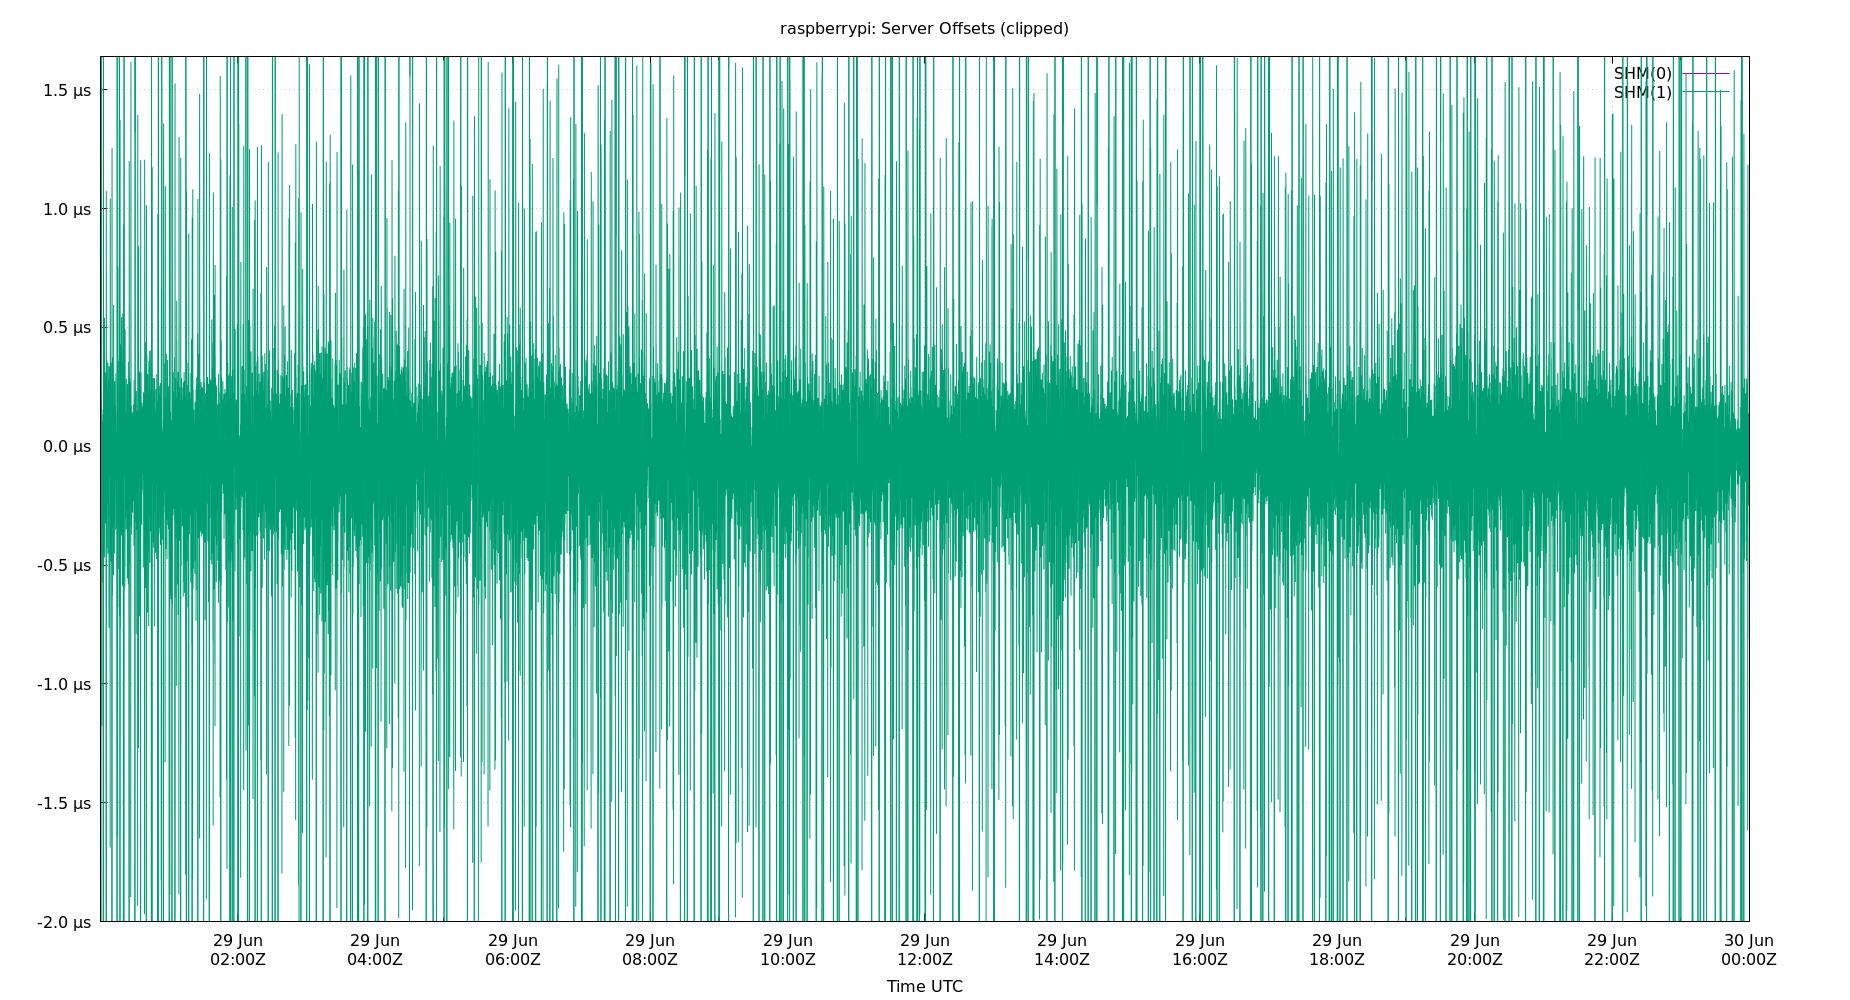 raspberrypi: Server Offsets (clipped)
SHM(0)
SHM(1)
1.5 µs
1.0 µs
0.5 µs
0.0 µs
-0.5 µs
-1.0 µs
-1.5 µs
-2.0 µs
29 Jun 29 Jun 29 Jun 29 Jun 29 Jun 29 Jun 29 Jun 29 Jun 29 Jun 29 Jun 29 Jun 30 Jun
02:00Z 04:00Z 06:00Z 08:00Z 10:00Z 12:00Z 14:00Z 16:00Z 18:00Z 20:00Z 22:00Z 00:00Z
Time UTC